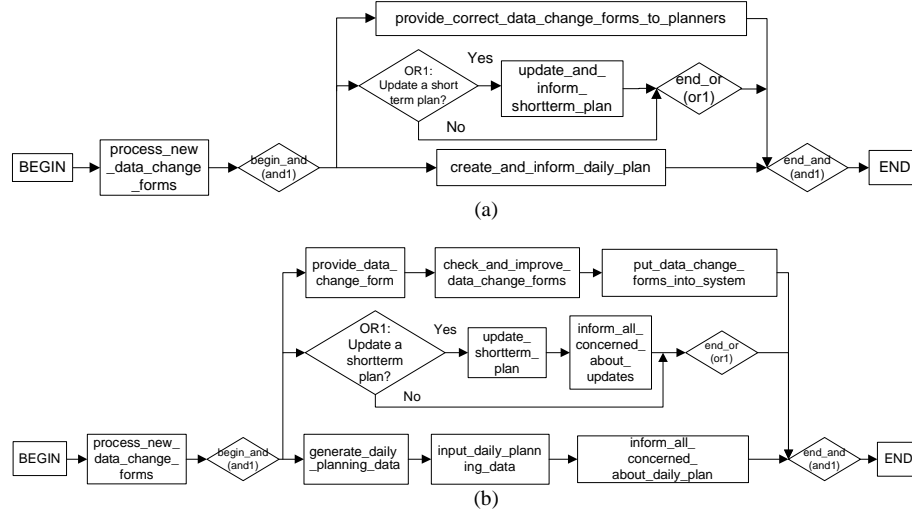 provide_correct_data_change_forms_to_planners
OR1:
Update a short
term plan?
Yes
update_and_
inform_
shortterm_plan
end_or
(or1)
No
BEGIN
process_new
_data_change
_forms
begin_and
(and1)
create_and_inform_daily_plan
end_and
(and1)
END
(a)
provide_data_
change_form
check_and_improve_
data_change_forms
put_data_change_
forms_into_system
OR1:
Update a
shortterm
plan?
Yes
update_
shortterm_
plan
inform_all_
concerned_
about_
updates
end_or
(or1)
No
BEGIN
process_new_
data_change_
forms
begin_and
(and1)
generate_daily
_planning_data
input_daily_plann
ing_data
inform_all_
concerned_
about_daily_plan
end_and
(and1)
END
(b)